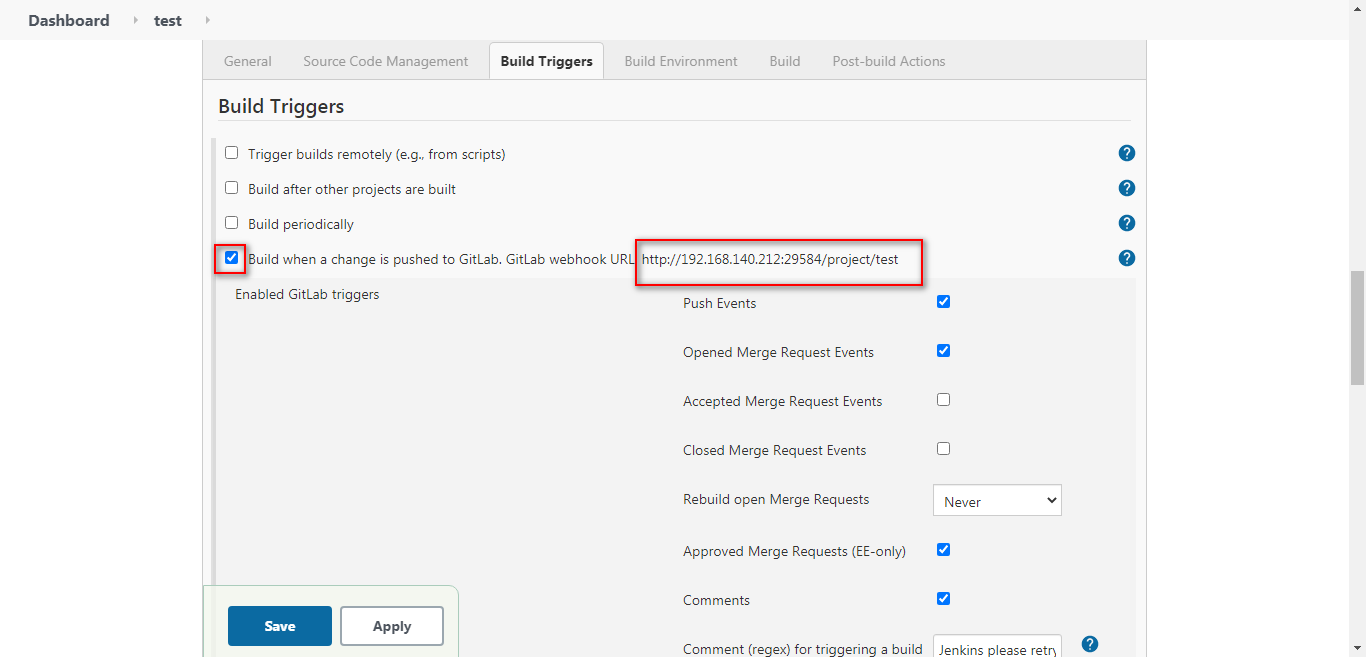 Dashboard test
General Source Code Management Build Triggers Build Environment Build Post-build Actions
Build Triggers
Trigger builds remotely (e.g., from scripts)
Build after other projects are built
Build periodically
Build when a change is pushed to GitLab. GitLab webhook URL http://192.168.140.212:29584/project/test
Enabled GitLab triggers
Push Events
Opened Merge Request Events
Accepted Merge Request Events
Closed Merge Request Events
Rebuild open Merge Requests Never
Approved Merge Requests (EE-only)
Comments
Save Apply
Comment (regex) for triggering a build Jenkins please retry